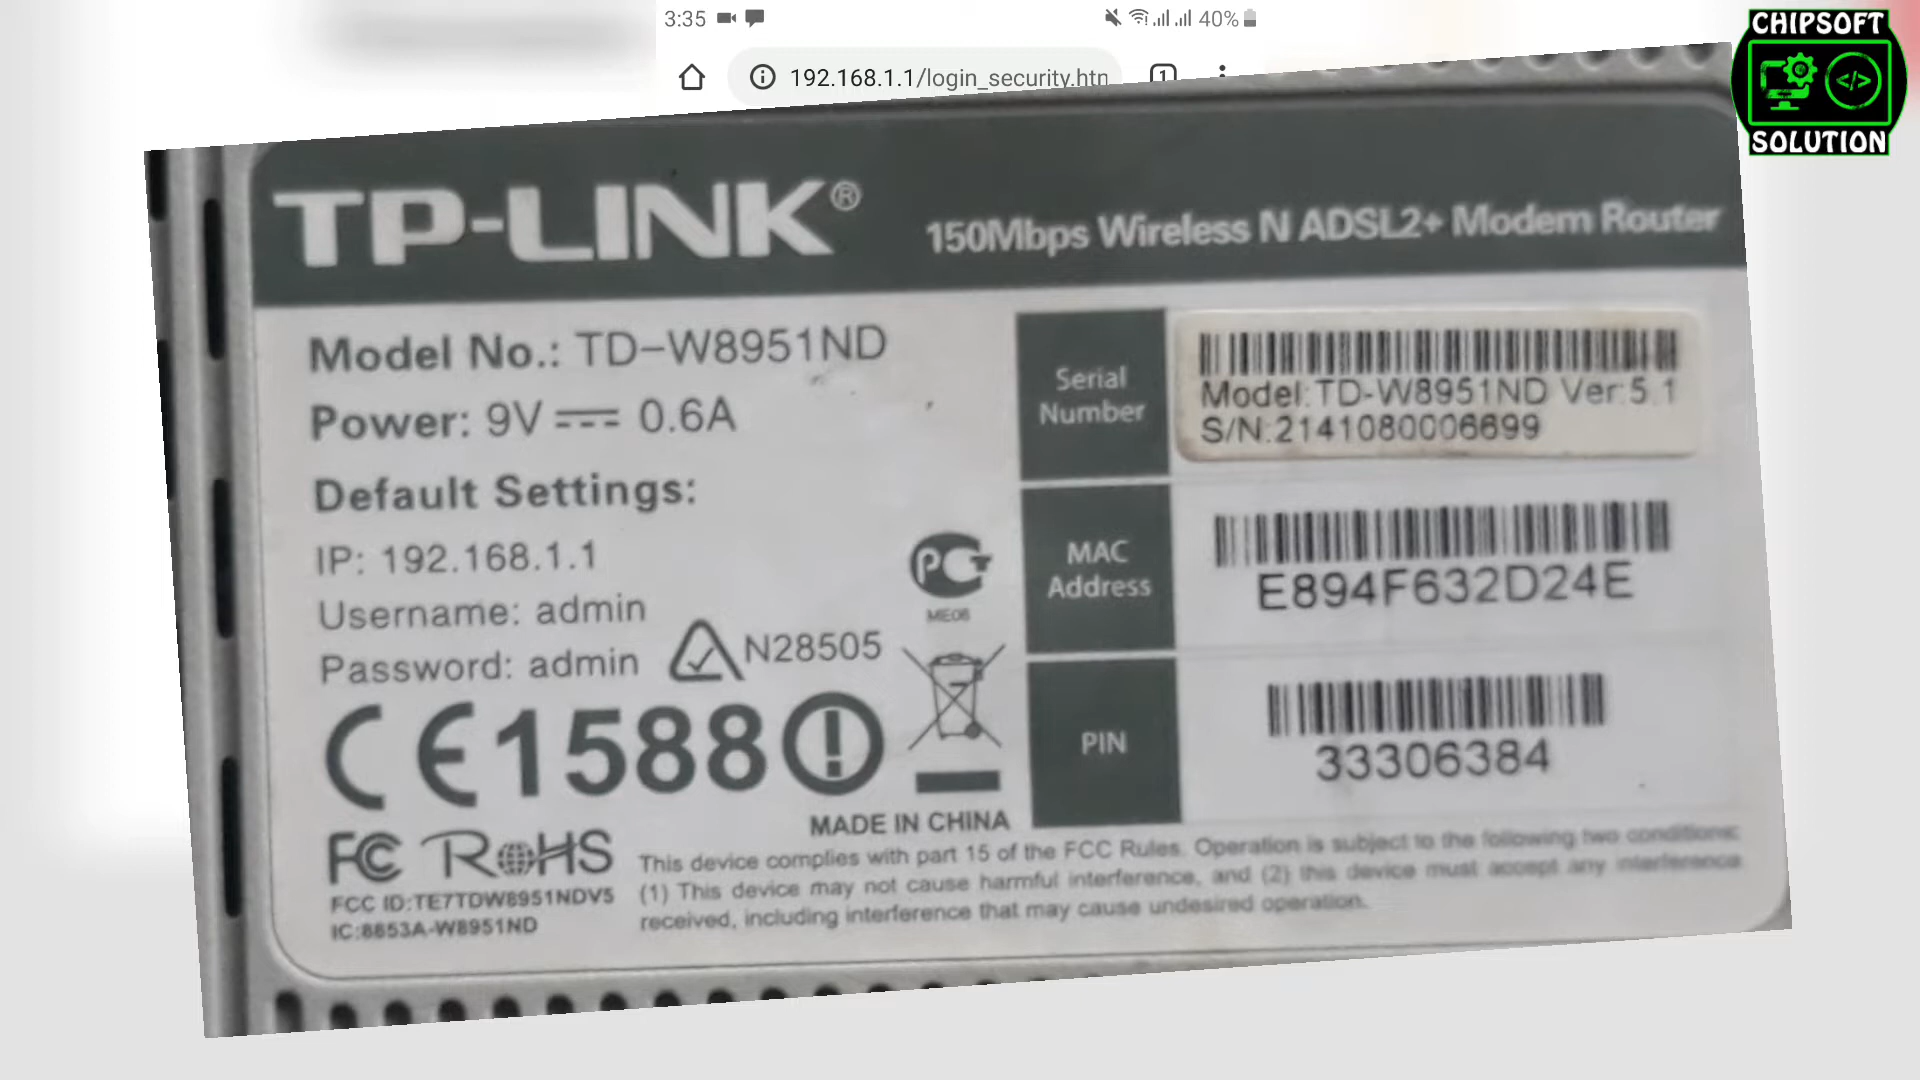 3:35
40%
192.168.1.1/login_security.htn
1
CHIPSOFT
</>
SOLUTION
TP-LINK®
150Mbps Wireless N ADSL2+ Modem Router
Model No.: TD-W8951ND
Power: 9V 0.6A
Default Settings:
IP: 192.168.1.1
Username: admin
Password: admin
N28505
CE1588
FC RoHS
FCC ID:TE7TDW8951NDV5
IC:8853A-W8951ND
PCT
ME06
MADE IN CHINA
Serial
Number
Model:TD-W8951ND Ver:5.1
S/N:2141080006699
MAC
Address
E894F632D24E
PIN
33306384
This device complies with part 15 of the FCC Rules. Operation is subject to the following two conditions:
(1) This device may not cause harmful interference, and (2) this device must accept any interference
received, including interference that may cause undesired operation.